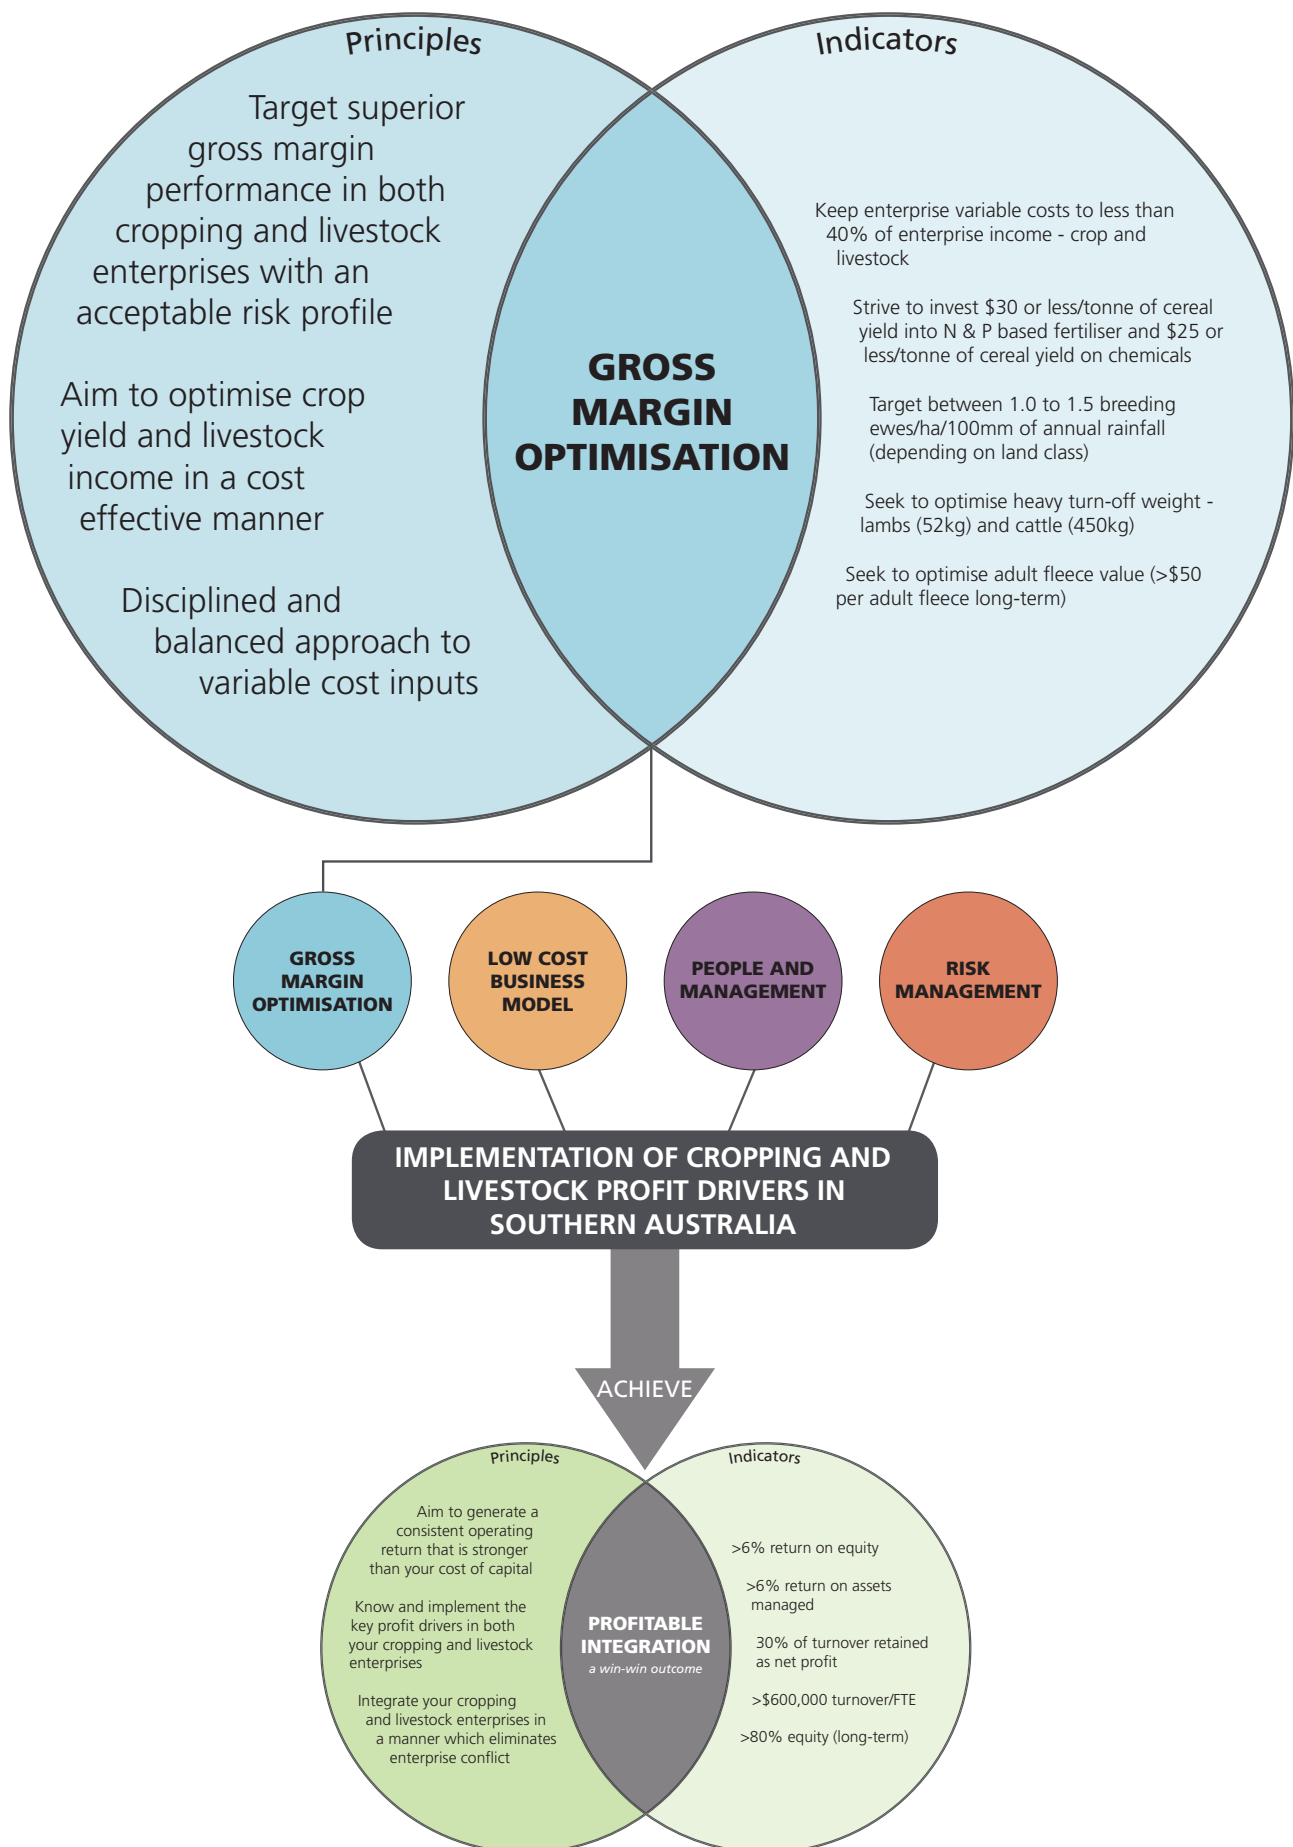 Principles
Target superior
gross margin
performance in both
cropping and livestock
enterprises with an
acceptable risk profile
Aim to optimise crop
yield and livestock
income in a cost
effective manner
Disciplined and
balanced approach to
variable cost inputs
GROSS
MARGIN
OPTIMISATION
Indicators
Keep enterprise variable costs to less than
40% of enterprise income - crop and
livestock
Strive to invest $30 or less/tonne of cereal
yield into N & P based fertiliser and $25 or
less/tonne of cereal yield on chemicals
Target between 1.0 to 1.5 breeding
ewes/ha/100mm of annual rainfall
(depending on land class)
Seek to optimise heavy turn-off weight -
lambs (52kg) and cattle (450kg)
Seek to optimise adult fleece value (>$50
per adult fleece long-term)
GROSS
MARGIN
OPTIMISATION
LOW COST
BUSINESS
MODEL
PEOPLE AND
MANAGEMENT
RISK
MANAGEMENT
IMPLEMENTATION OF CROPPING AND
LIVESTOCK PROFIT DRIVERS IN
SOUTHERN AUSTRALIA
ACHIEVE
Principles
Aim to generate a
consistent operating
return that is stronger
than your cost of capital
Know and implement the
key profit drivers in both
your cropping and livestock
enterprises
Integrate your cropping
and livestock enterprises in
a manner which eliminates
enterprise conflict
PROFITABLE
INTEGRATION
a win-win outcome
Indicators
>6% return on equity
>6% return on assets
managed
30% of turnover retained
as net profit
>$600,000 turnover/FTE
>80% equity (long-term)